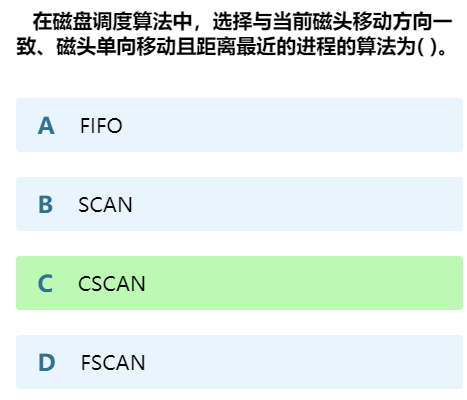 在磁盘调度算法中，选择与当前磁头移动方向一
致、磁头单向移动且距离最近的进程的算法为( )。
A FIFO
B SCAN
C CSCAN
D FSCAN